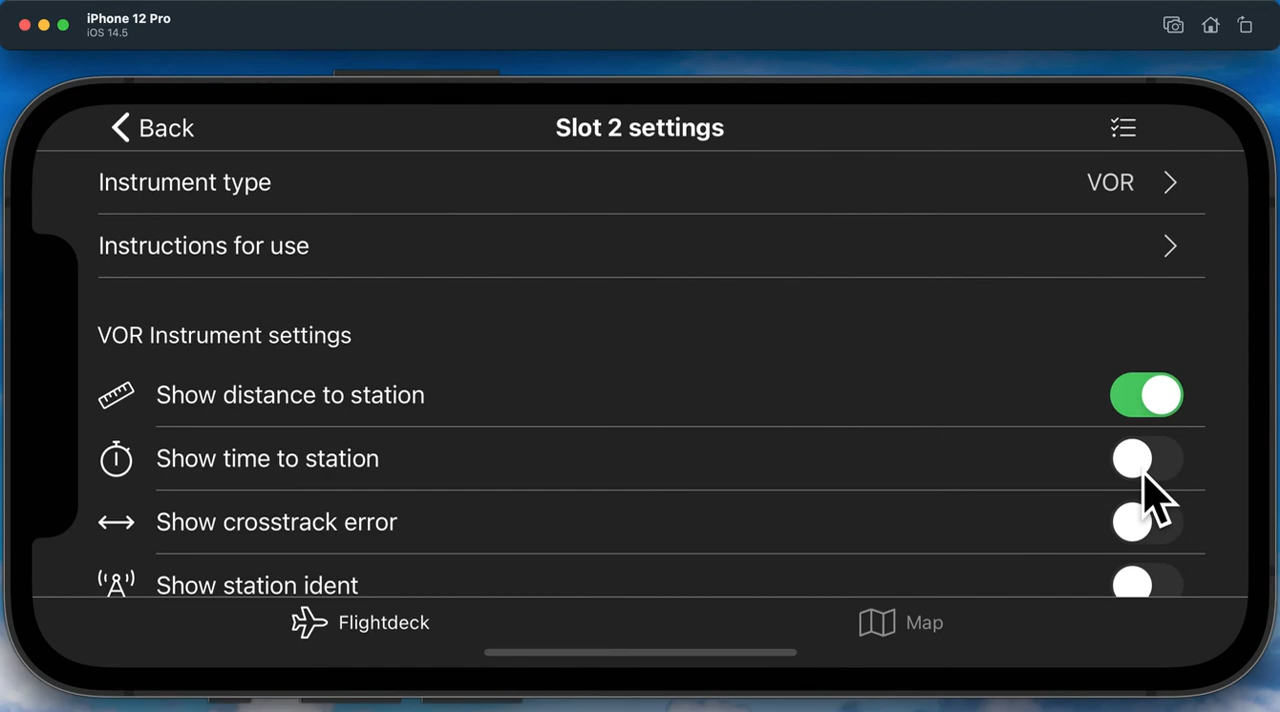 iPhone 12 Pro
iOS 14.5
Back
Slot 2 settings
Instrument type
VOR
Instructions for use
VOR Instrument settings
Show distance to station
Show time to station
Show crosstrack error
Show station ident
Flightdeck
Map